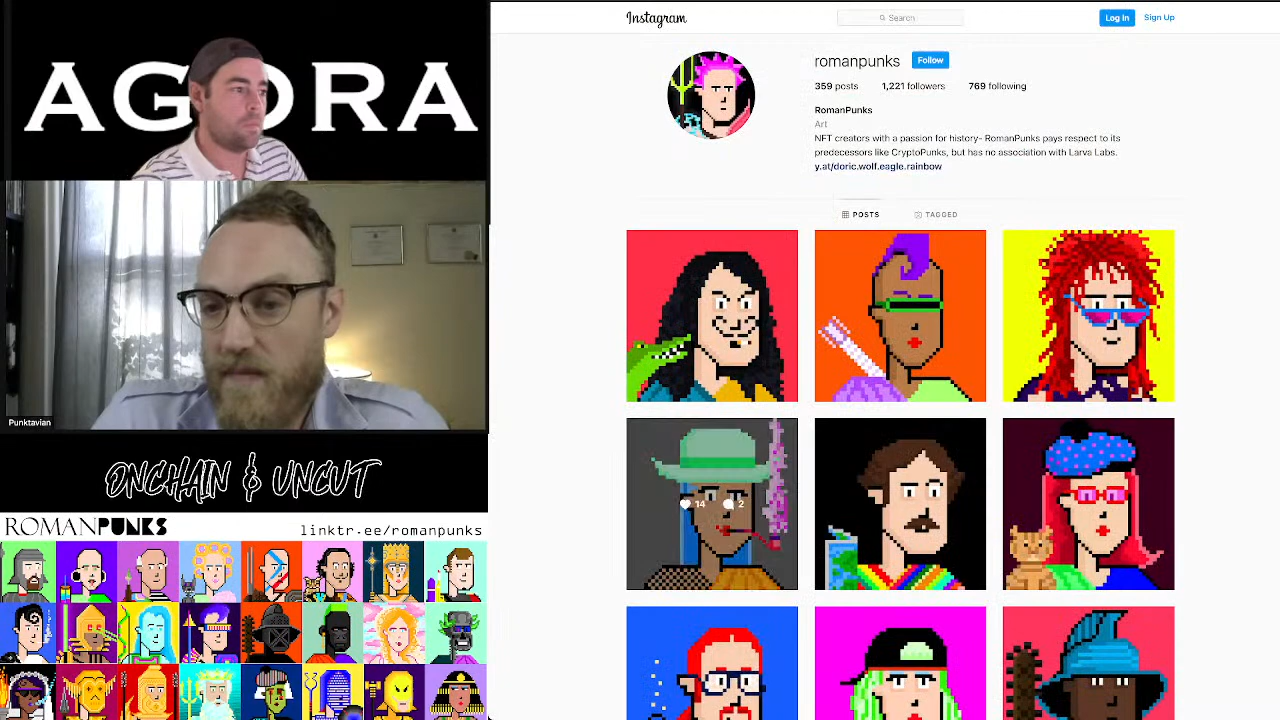 AGORA
Punktavian
ONCHAIN & UNCUT
ROMANPUNKS
linktr.ee/romanpunks
Instagram
Search
Log in
Sign Up
romanpunks
Follow
359 posts
1,221 followers
769 following
RomanPunks
Art
NFT creators with a passion for history- RomanPunks pays respect to its
predecessors like CryptoPunks, but has no association with Larva Labs.
y.at/doric.wolf.eagle.rainbow
POSTS
TAGGED
14
2